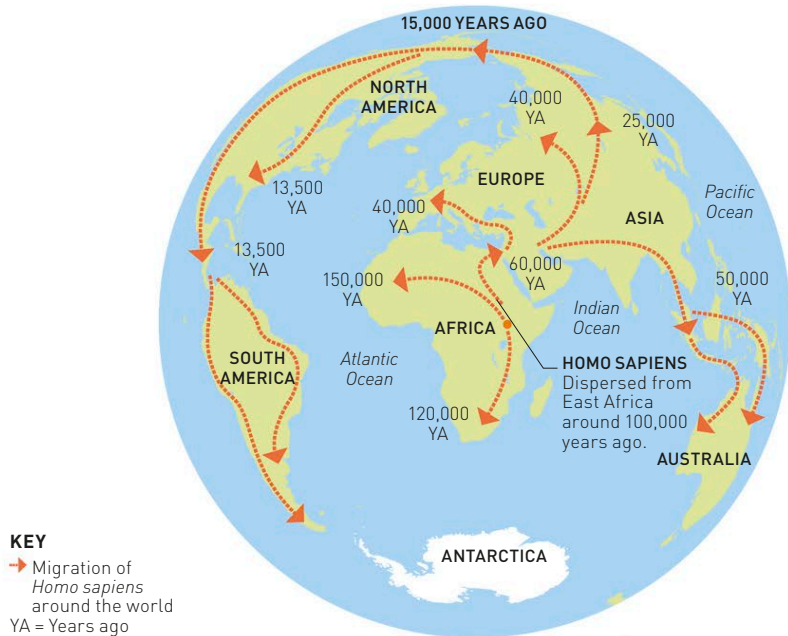 15,000 YEARS AGO
NORTH
AMERICA
40,000
YA
25,000
YA
13,500
YA
EUROPE
Pacific
Ocean
40,000
YA
ASIA
13,500
YA
150,000
YA
60,000
YA
50,000
YA
Indian
Ocean
AFRICA
SOUTH
AMERICA
Atlantic
Ocean
HOMO SAPIENS
Dispersed from
East Africa
around 100,000
years ago.
120,000
YA
AUSTRALIA
ANTARCTICA
KEY
Migration of
Homo sapiens
around the world
YA = Years ago